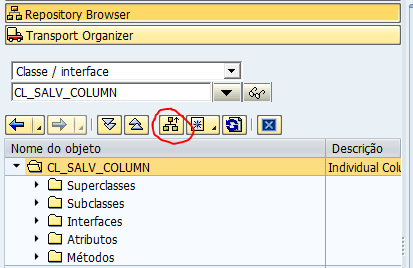 Repository Browser
Transport Organizer
Classe / interface
CL_SALV_COLUMN
Nome do objeto Descrição
CL_SALV_COLUMN Individual Colu
Superclasses
Subclasses
Interfaces
Atributos
Métodos